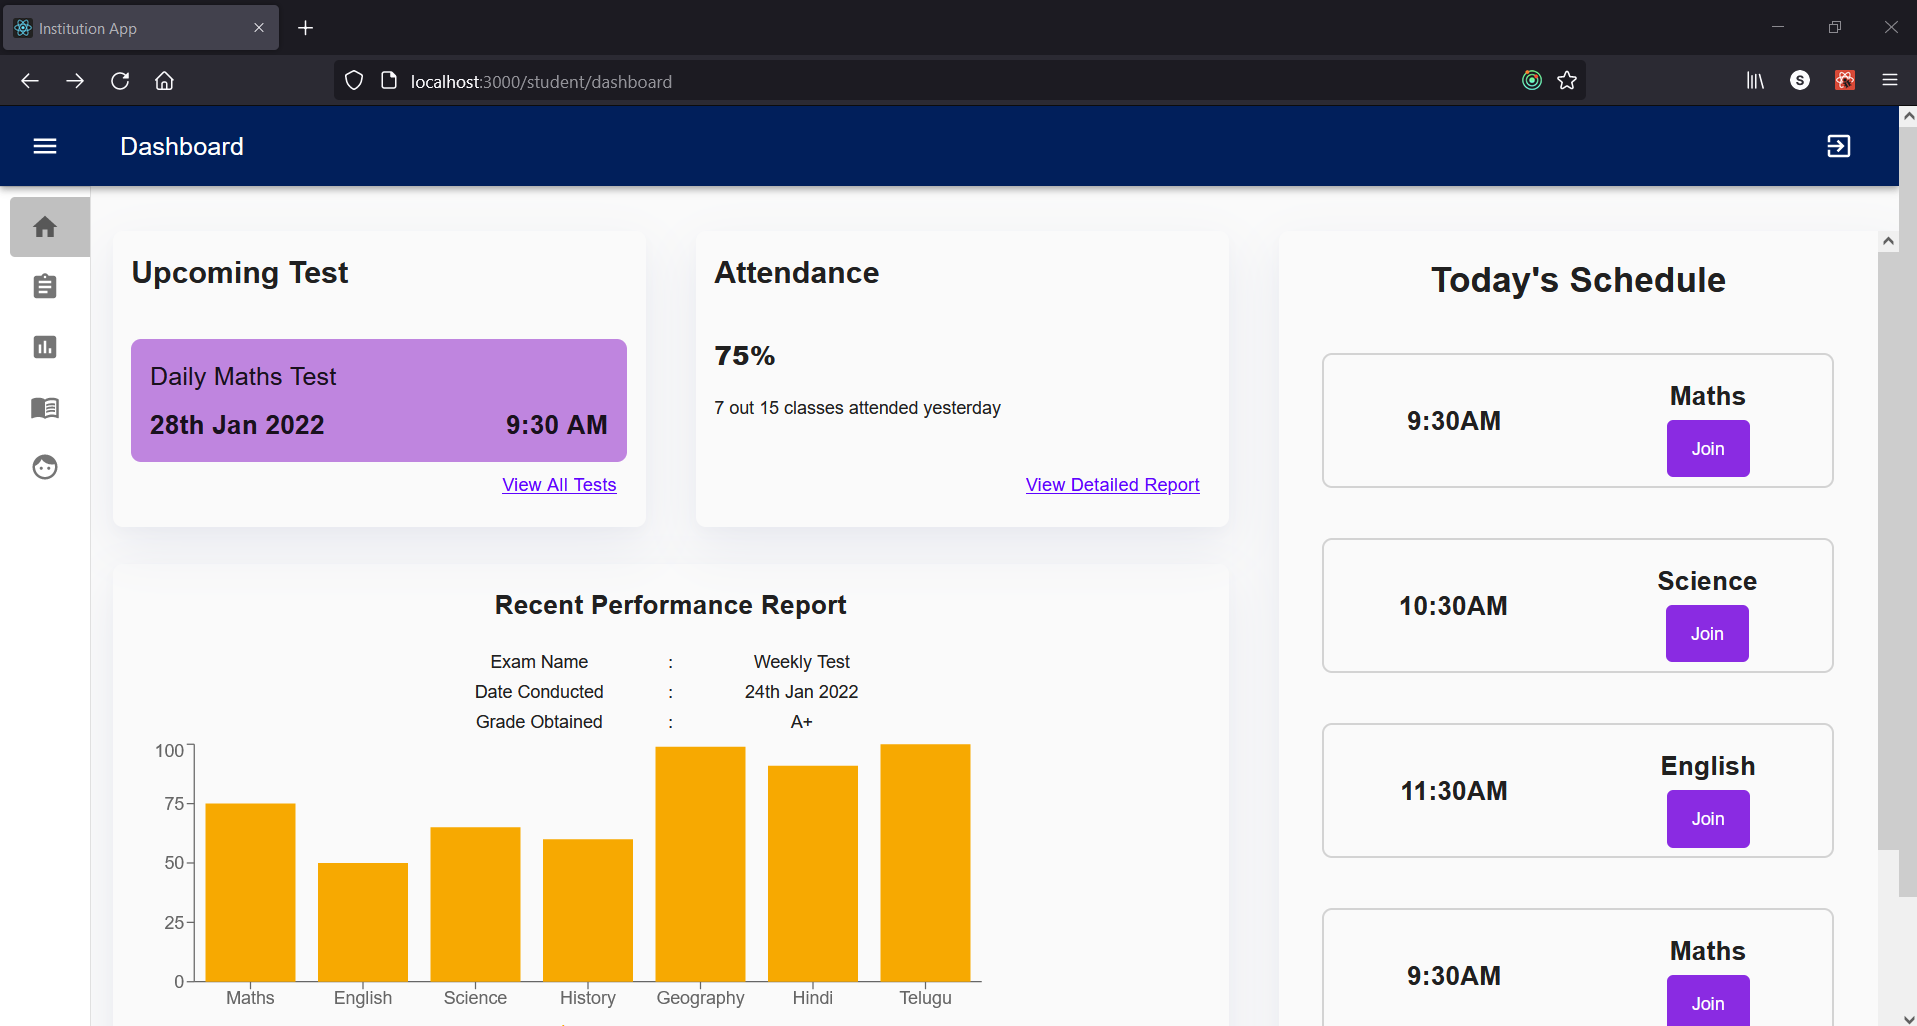 Institution App
localhost:3000/student/dashboard
S
Dashboard
Upcoming Test
Daily Maths Test
28th Jan 2022 9:30 AM
View All Tests
Attendance
75%
7 out 15 classes attended yesterday
View Detailed Report
Recent Performance Report
Exam Name : Weekly Test
Date Conducted : 24th Jan 2022
Grade Obtained : A+
100
75
50
25
0
Maths English Science History Geography Hindi Telugu
Today's Schedule
9:30AM
Maths
Join
10:30AM
Science
Join
11:30AM
English
Join
9:30AM
Maths
Join